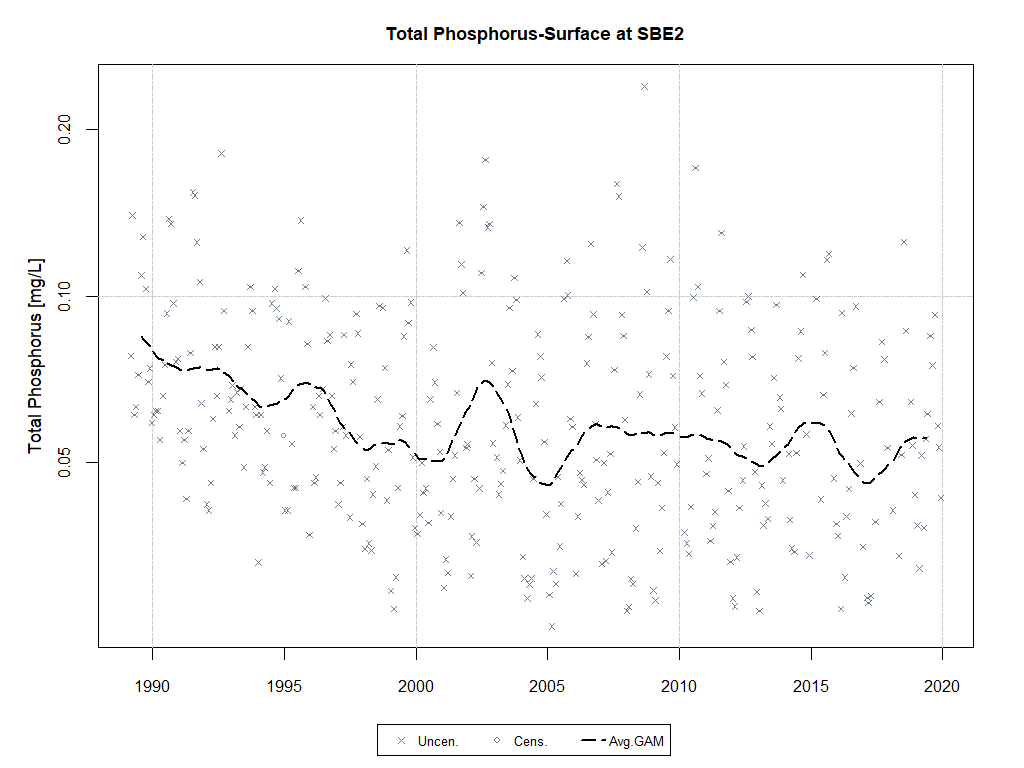 Total Phosphorus-Surface at SBE2
Total Phosphorus [mg/L]
0.20
0.10
0.05
1990 1995 2000 2005 2010 2015 2020
Uncen. Cens. Avg.GAM